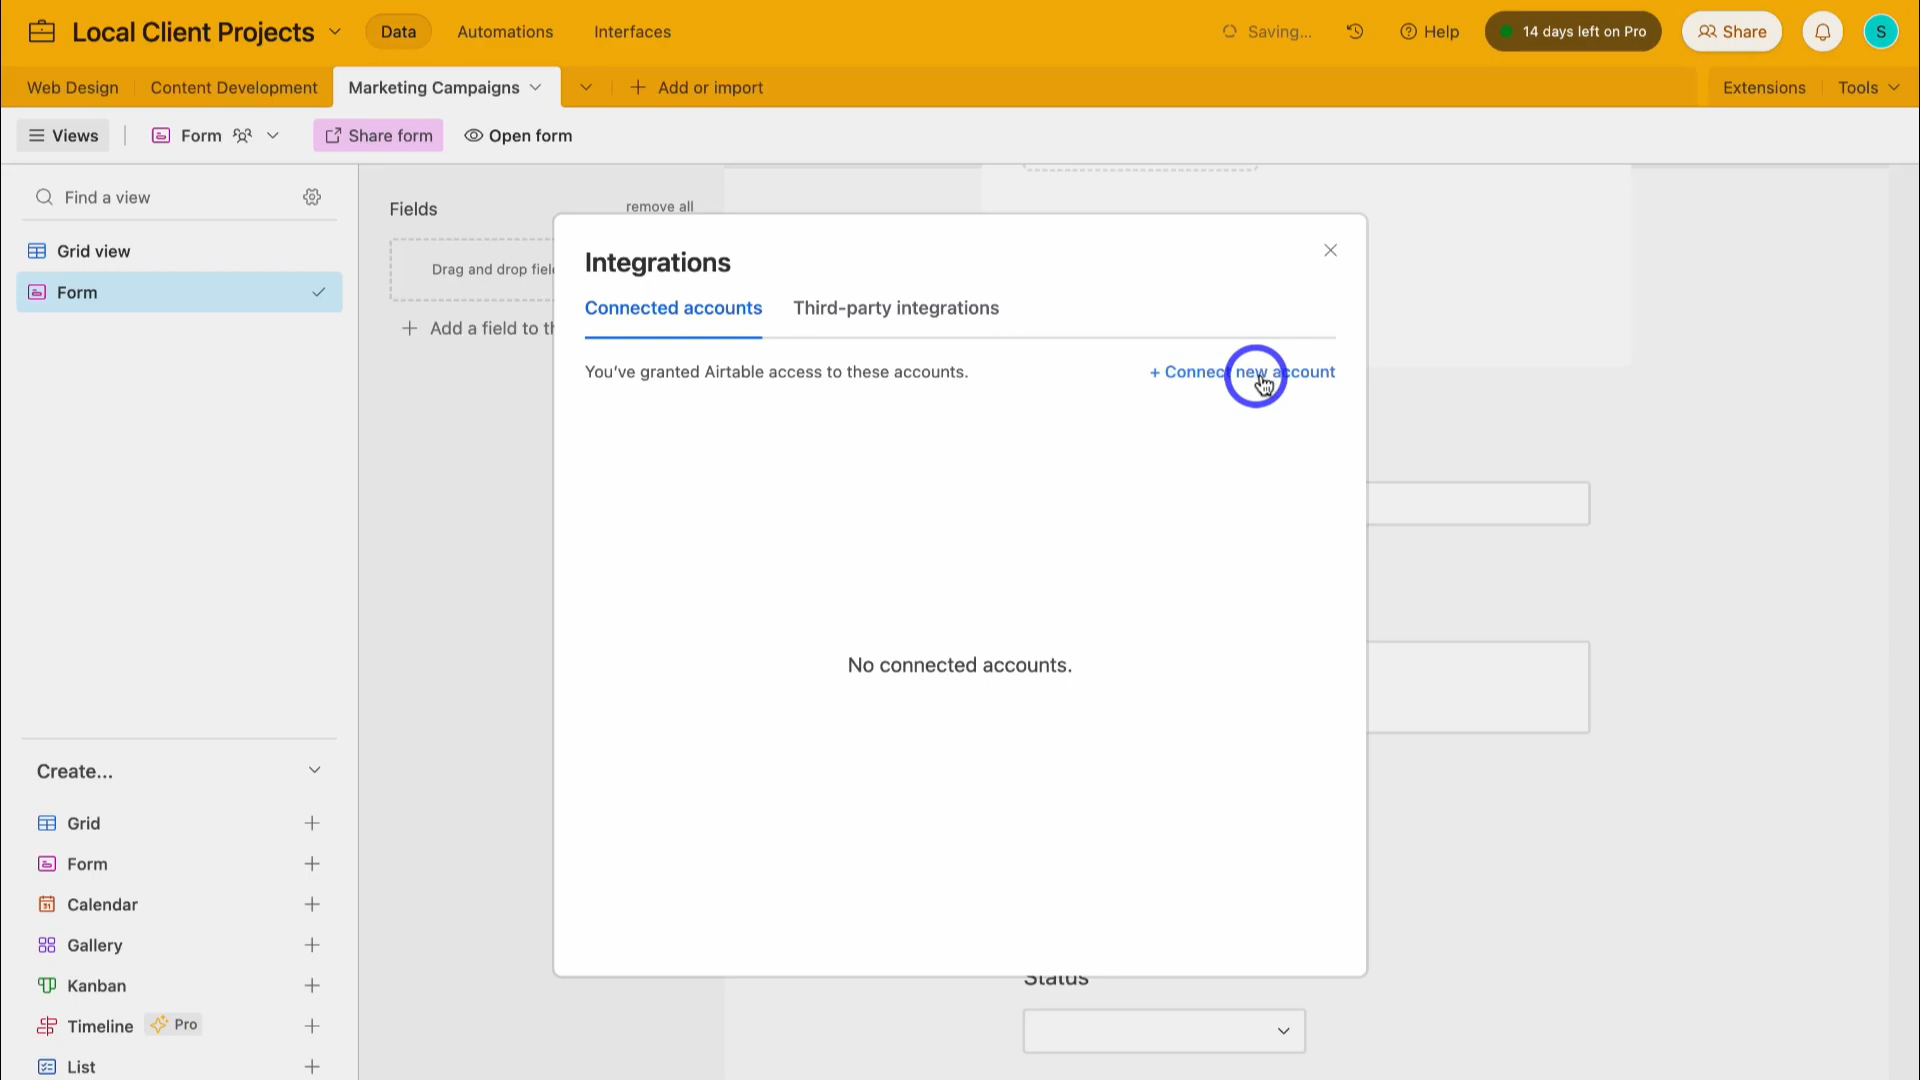 Local Client Projects
Data
Automations
Interfaces
Saving...
Help
14 days left on Pro
Share
S
Web Design
Content Development
Marketing Campaigns
Add or import
Extensions
Tools
Views
Form
Share form
Open form
Find a view
Grid view
Form
Create...
Grid
Form
Calendar
Gallery
Kanban
Timeline
Pro
List
Fields
remove all
Drag and drop
Add a field to
Integrations
Connected accounts
Third-party integrations
You've granted Airtable access to these accounts.
+ Connect new account
No connected accounts.
Status